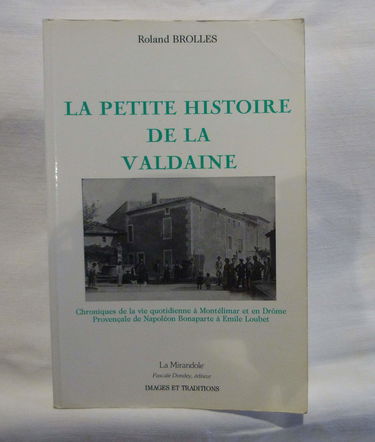 Roland BROLLES
LA PETITE HISTOIRE
DE LA
VALDAINE
Chroniques de la vie quotidienne à Montélimar et en Drôme
Provençale de Napoléon Bonaparte à Emile Loubet
La Mirandole
Pascale Dondey, éditeur
IMAGES ET TRADITIONS